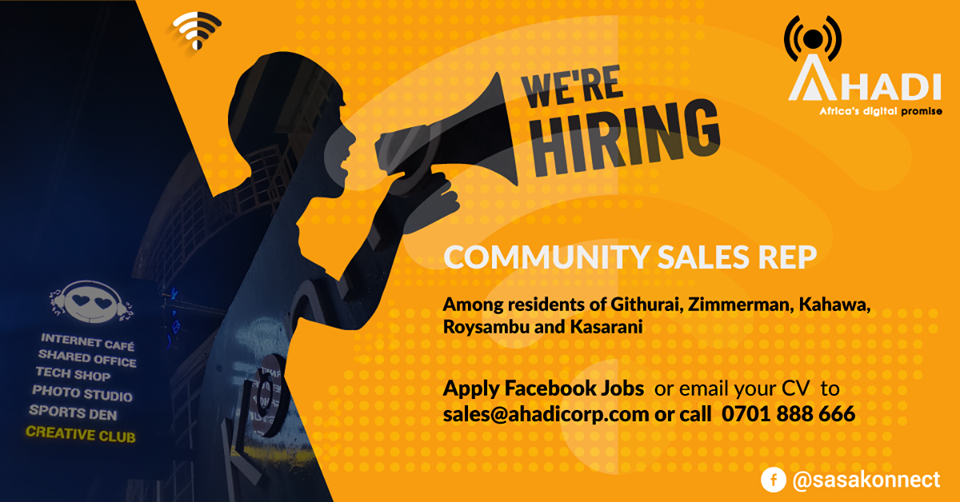 WE'RE
HIRING
AHADI
Africa's digital promise
COMMUNITY SALES REP
Among residents of Githurai, Zimmerman, Kahawa,
Roysambu and Kasarani
Apply Facebook Jobs or email your CV to
sales@ahadicorp.com or call 0701 888 666
INTERNET CAFÉ
SHARED OFFICE
TECH SHOP
PHOTO STUDIO
SPORTS DEN
CREATIVE CLUB
@sasakonnect